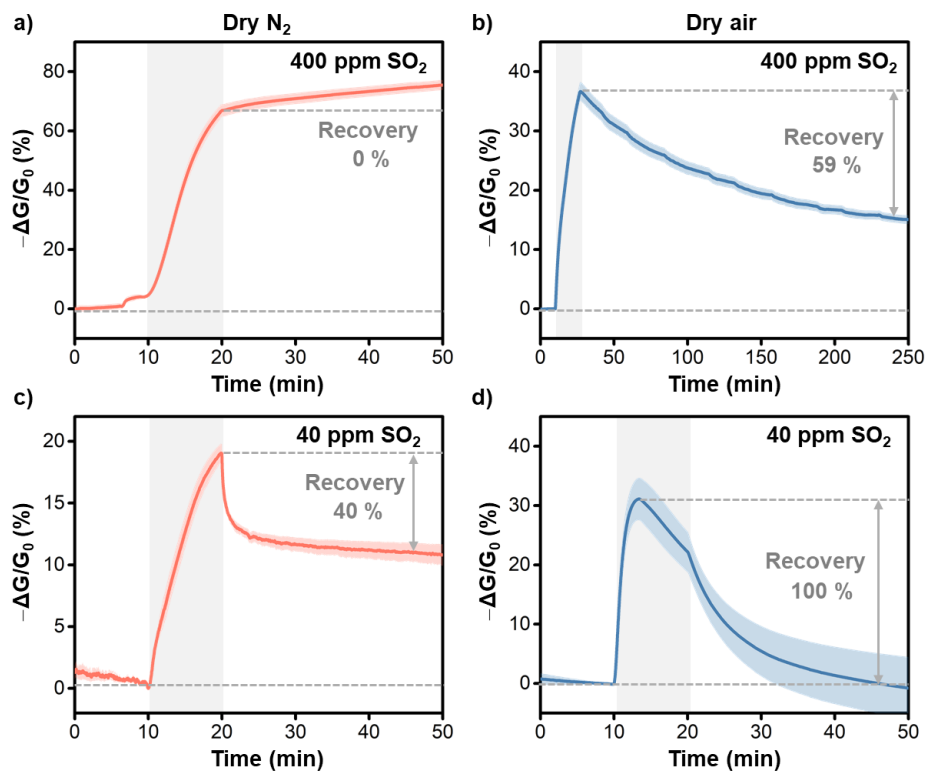 a)
Dry N₂
400 ppm SO₂
Recovery
0 %
−ΔG/G₀ (%)
80
60
40
20
0
0 10 20 30 40 50
Time (min)
b)
Dry air
400 ppm SO₂
Recovery
59 %
−ΔG/G₀ (%)
40
30
20
10
0
0 50 100 150 200 250
Time (min)
c)
40 ppm SO₂
Recovery
40 %
−ΔG/G₀ (%)
20
15
10
5
0
0 10 20 30 40 50
Time (min)
d)
40 ppm SO₂
Recovery
100 %
−ΔG/G₀ (%)
40
30
20
10
0
0 10 20 30 40 50
Time (min)